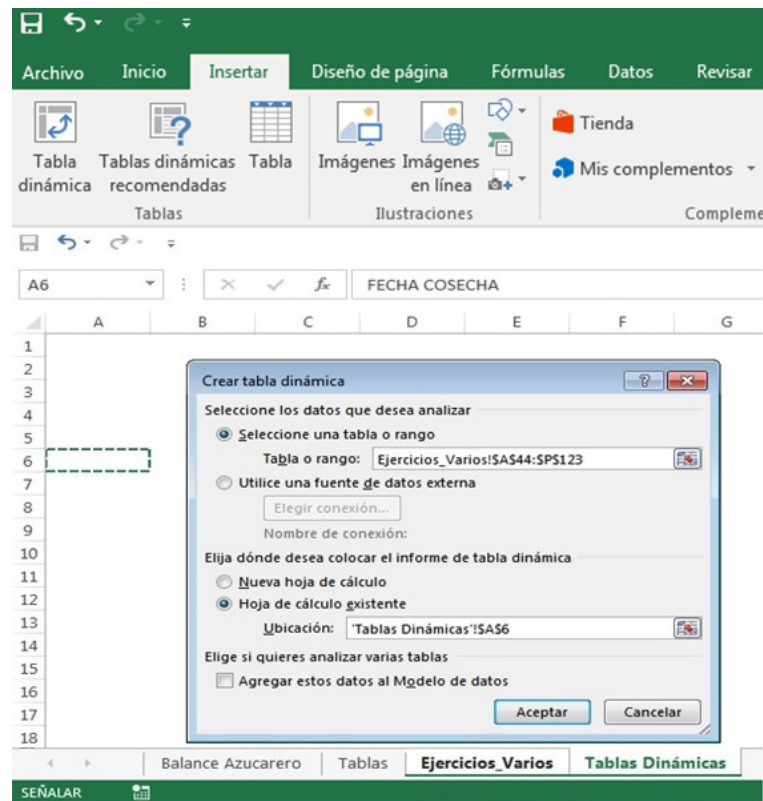 Archivo Inicio Insertar Diseño de página Fórmulas Datos Revisar
Tabla dinámica
Tablas dinámicas recomendadas
Tabla
Imágenes
Imágenes en línea
Tienda
Mis complementos
Tablas Ilustraciones Compleme
A6 fx FECHA COSECHA
A B C D E F G
1
2
3
4
5
6
7
8
9
10
11
12
13
14
15
16
17
18
Crear tabla dinámica
Seleccione los datos que desea analizar
Seleccione una tabla o rango
Tabla o rango: Ejercicios_Varios!$A$44:$P$123
Utilice una fuente de datos externa
Elegir conexión...
Nombre de conexión:
Elija dónde desea colocar el informe de tabla dinámica
Nueva hoja de cálculo
Hoja de cálculo existente
Ubicación: 'Tablas Dinámicas'!$A$6
Elige si quieres analizar varias tablas
Agregar estos datos al Modelo de datos
Aceptar Cancelar
Balance Azucarero Tablas Ejercicios_Varios Tablas Dinámicas
SEÑALAR